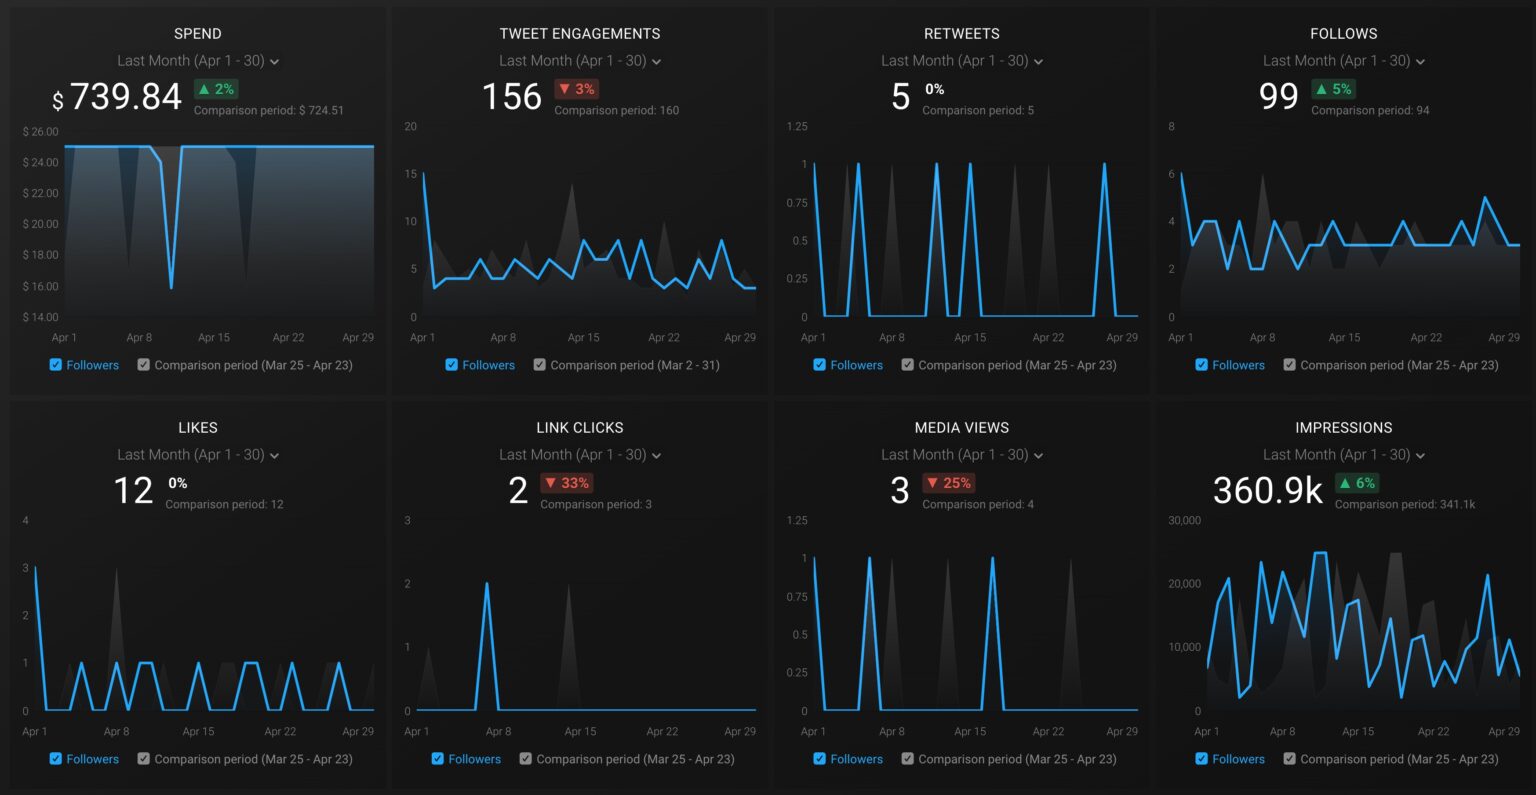 SPEND
Last Month (Apr 1 - 30)
$ 739.84
▲ 2%
Comparison period: $ 724.51
$ 26.00
$ 24.00
$ 22.00
$ 20.00
$ 18.00
$ 16.00
$ 14.00
Apr 1 Apr 8 Apr 15 Apr 22 Apr 29
Followers Comparison period (Mar 25 - Apr 23)
TWEET ENGAGEMENTS
Last Month (Apr 1 - 30)
156
▼ 3%
Comparison period: 160
20
15
10
5
0
Apr 1 Apr 8 Apr 15 Apr 22 Apr 29
Followers Comparison period (Mar 2 - 31)
RETWEETS
Last Month (Apr 1 - 30)
5
0%
Comparison period: 5
1.25
1
0.75
0.5
0.25
0
Apr 1 Apr 8 Apr 15 Apr 22 Apr 29
Followers Comparison period (Mar 25 - Apr 23)
FOLLOWS
Last Month (Apr 1 - 30)
99
▲ 5%
Comparison period: 94
8
6
4
2
0
Apr 1 Apr 8 Apr 15 Apr 22 Apr 29
Followers Comparison period (Mar 25 - Apr 23)
LIKES
Last Month (Apr 1 - 30)
12
0%
Comparison period: 12
4
3
2
1
0
Apr 1 Apr 8 Apr 15 Apr 22 Apr 29
Followers Comparison period (Mar 25 - Apr 23)
LINK CLICKS
Last Month (Apr 1 - 30)
2
▼ 33%
Comparison period: 3
3
2
1
0
Apr 1 Apr 8 Apr 15 Apr 22 Apr 29
Followers Comparison period (Mar 25 - Apr 23)
MEDIA VIEWS
Last Month (Apr 1 - 30)
3
▼ 25%
Comparison period: 4
1.25
1
0.75
0.5
0.25
0
Apr 1 Apr 8 Apr 15 Apr 22 Apr 29
Followers Comparison period (Mar 25 - Apr 23)
IMPRESSIONS
Last Month (Apr 1 - 30)
360.9k
▲ 6%
Comparison period: 341.1k
30,000
20,000
10,000
0
Apr 1 Apr 8 Apr 15 Apr 22 Apr 29
Followers Comparison period (Mar 25 - Apr 23)